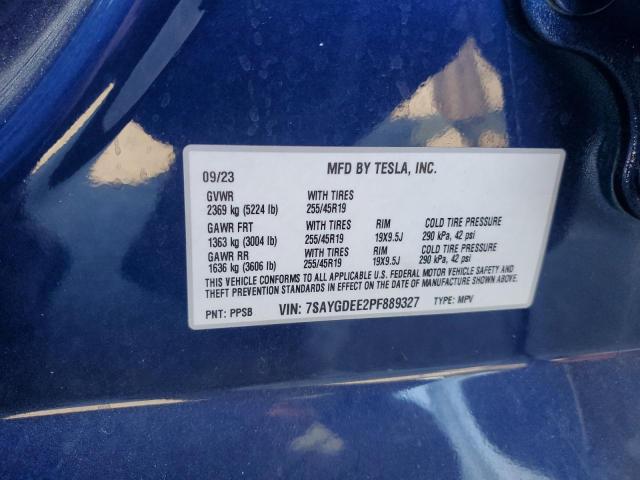 09/23 MFD BY TESLA, INC.
GVWR WITH TIRES
2369 kg (5224 lb) 255/45R19
GAWR FRT WITH TIRES RIM COLD TIRE PRESSURE
1363 kg (3004 lb) 255/45R19 19X9.5J 290 kPa, 42 psi
GAWR RR WITH TIRES RIM COLD TIRE PRESSURE
1636 kg (3606 lb) 255/45R19 19X9.5J 290 kPa, 42 psi
THIS VEHICLE CONFORMS TO ALL APPLICABLE U.S. FEDERAL MOTOR VEHICLE SAFETY AND
THEFT PREVENTION STANDARDS IN EFFECT ON THE DATE OF MANUFACTURE SHOWN ABOVE.
PNT: PPSB VIN: 7SAYGDEE2PF889327 TYPE: MPV